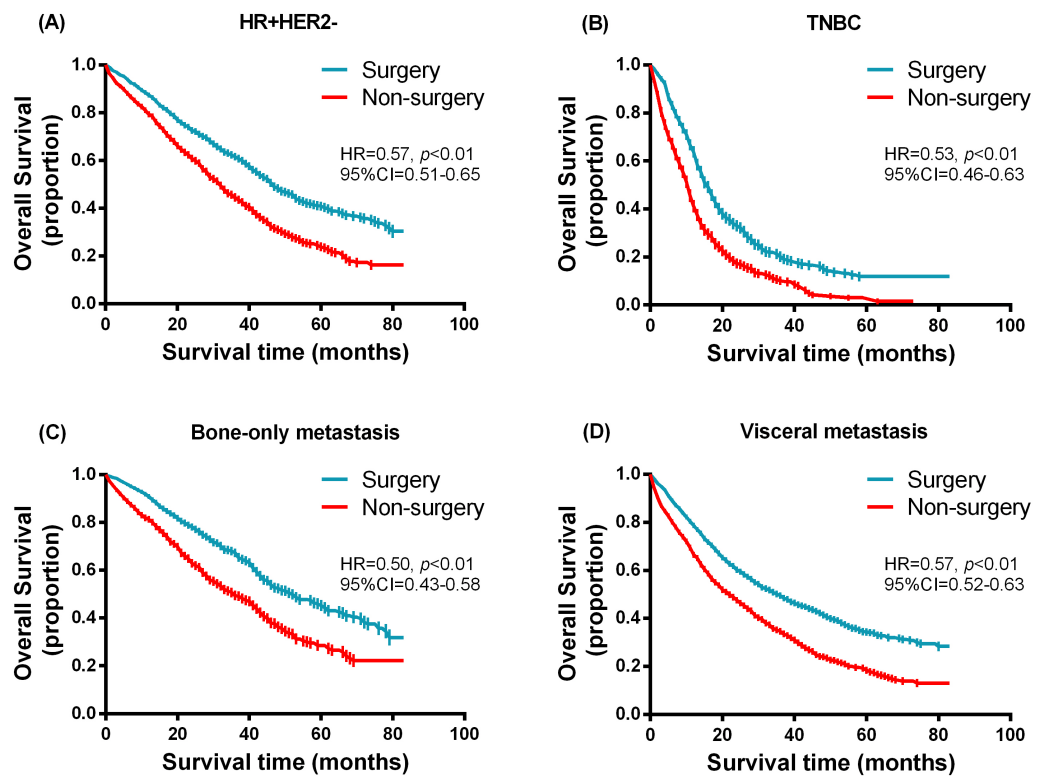 (A)
HR+HER2-
Overall Survival
(proportion)
1.0
0.8
0.6
0.4
0.2
0.0
Surgery
Non-surgery
HR=0.57, p<0.01
95%CI=0.51-0.65
0 20 40 60 80 100
Survival time (months)
(B)
TNBC
Overall Survival
(proportion)
1.0
0.8
0.6
0.4
0.2
0.0
Surgery
Non-surgery
HR=0.53, p<0.01
95%CI=0.46-0.63
0 20 40 60 80 100
Survival time (months)
(C)
Bone-only metastasis
Overall Survival
(proportion)
1.0
0.8
0.6
0.4
0.2
0.0
Surgery
Non-surgery
HR=0.50, p<0.01
95%CI=0.43-0.58
0 20 40 60 80 100
Survival time (months)
(D)
Visceral metastasis
Overall Survival
(proportion)
1.0
0.8
0.6
0.4
0.2
0.0
Surgery
Non-surgery
HR=0.57, p<0.01
95%CI=0.52-0.63
0 20 40 60 80 100
Survival time (months)